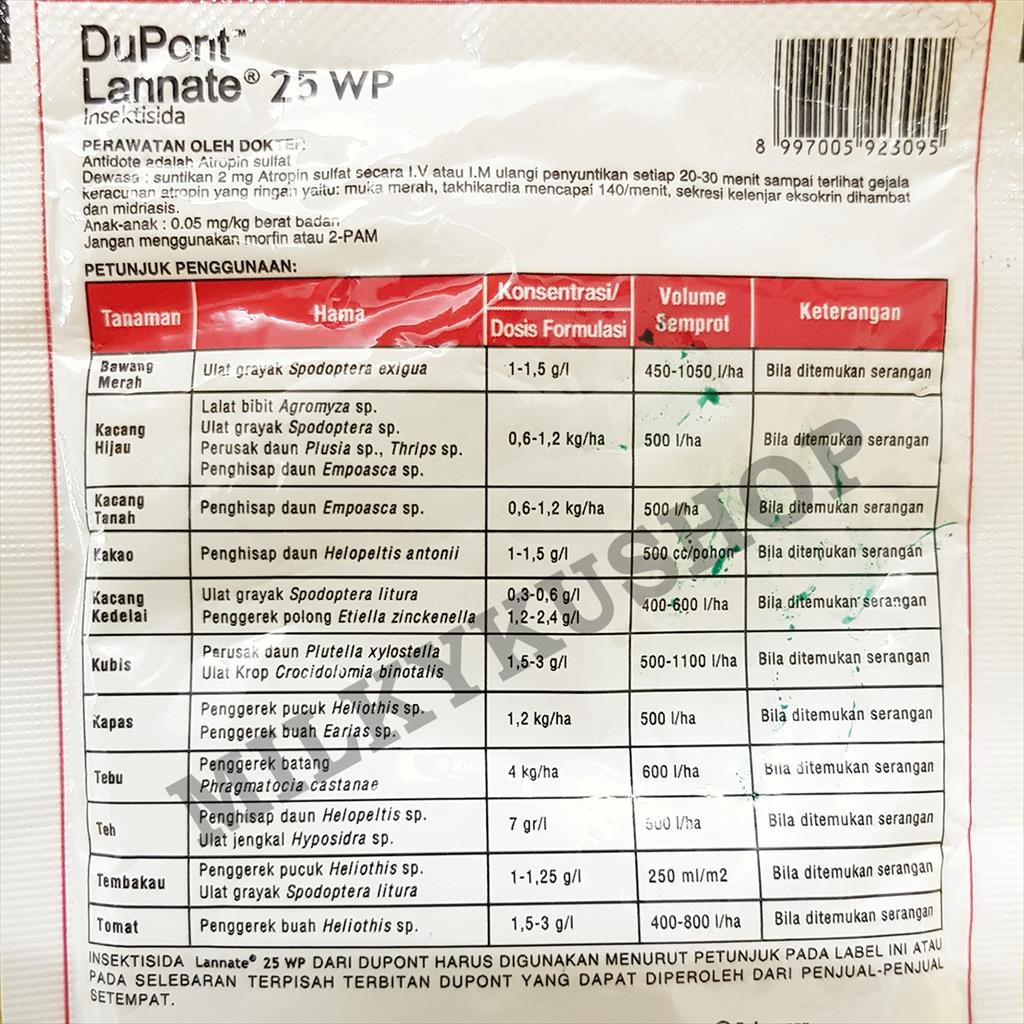 DuPont™
Lannate® 25 WP
Insektisida
8 997005 923095
PERAWATAN OLEH DOKTER:
Antidote adalah Atropin sulfat
Dewasa : suntikan 2 mg Atropin sulfat secara I.V atau I.M ulangi penyuntikan setiap 20-30 menit sampai terlihat gejala
keracunan atropin yang ringan yaitu: muka merah, takhikardia mencapai 140/menit, sekresi kelenjar eksokrin dihambat
dan midriasis.
Anak-anak : 0.05 mg/kg berat badan
Jangan menggunakan morfin atau 2-PAM
PETUNJUK PENGGUNAAN:
Tanaman Hama Konsentrasi/ Dosis Formulasi Volume Semprot Keterangan
Bawang Merah Ulat grayak Spodoptera exigua 1-1,5 g/l 450-1050 l/ha Bila ditemukan serangan
Kacang Hijau Lalat bibit Agromyza sp.
Ulat grayak Spodoptera sp.
Perusak daun Plusia sp., Thrips sp. 0,6-1,2 kg/ha 500 l/ha Bila ditemukan serangan
Penghisap daun Empoasca sp.
Kacang Tanah Penghisap daun Empoasca sp. 0,6-1,2 kg/ha 500 l/ha Bila ditemukan serangan
Kakao Penghisap daun Helopeltis antonii 1-1,5 g/l 500 cc/pohon Bila ditemukan serangan
Kacang Kedelai Ulat grayak Spodoptera litura 0,3-0,6 g/l 400-600 l/ha Bila ditemukan serangan
Penggerek polong Etiella zinckenella 1,2-2,4 g/l
Kubis Perusak daun Plutella xylostella 1,5-3 g/l 500-1100 l/ha Bila ditemukan serangan
Ulat Krop Crocidolomia binotalis
Kapas Penggerek pucuk Heliothis sp. 1,2 kg/ha 500 l/ha Bila ditemukan serangan
Penggerek buah Earias sp.
Tebu Penggerek batang 4 kg/ha 600 l/ha Bila ditemukan serangan
Phragmatocia castanae
Teh Penghisap daun Helopeltis sp. 7 gr/l 500 l/ha Bila ditemukan serangan
Ulat jengkal Hyposidra sp.
Tembakau Penggerek pucuk Heliothis sp. 1-1,25 g/l 250 ml/m2 Bila ditemukan serangan
Ulat grayak Spodoptera litura
Tomat Penggerek buah Heliothis sp. 1,5-3 g/l 400-800 l/ha Bila ditemukan serangan
INSEKTISIDA Lannate® 25 WP DARI DUPONT HARUS DIGUNAKAN MENURUT PETUNJUK PADA LABEL INI ATAU
PADA SELEBARAN TERPISAH TERBITAN DUPONT YANG DAPAT DIPEROLEH DARI PENJUAL-PENJUAL
SETEMPAT.
MILKYKUSHOP